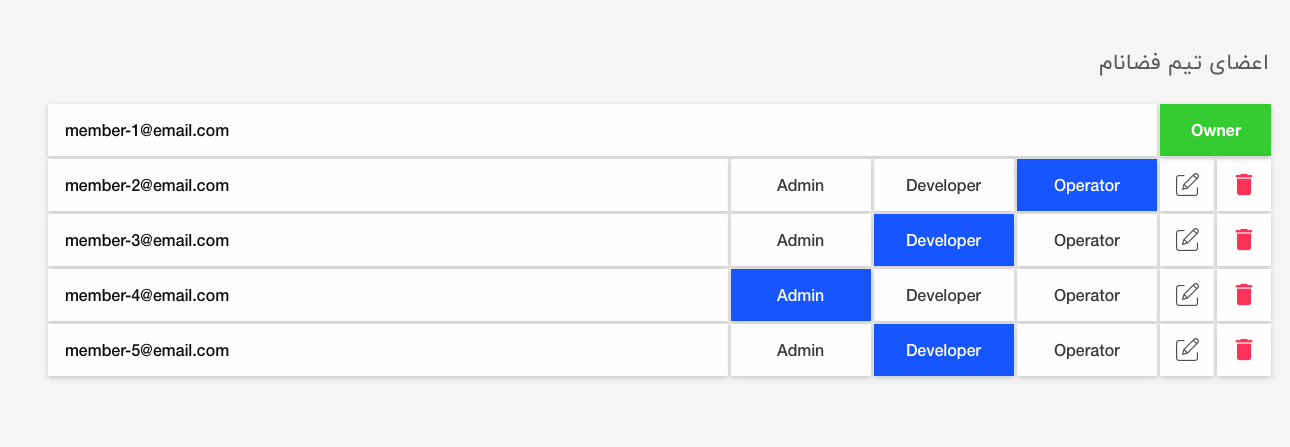 اعضای تیم فضانام
member-1@email.com Owner
member-2@email.com Admin Developer Operator
member-3@email.com Admin Developer Operator
member-4@email.com Admin Developer Operator
member-5@email.com Admin Developer Operator